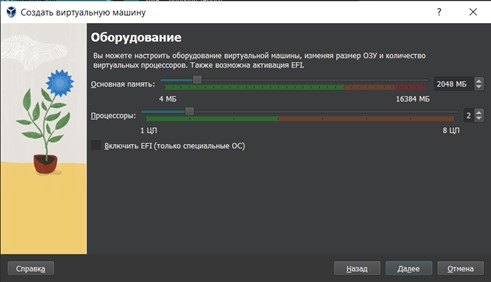 Создать виртуальную машину
Оборудование
Вы можете настроить оборудование виртуальной машины, изменяя размер ОЗУ и количество
виртуальных процессоров. Также возможна активация EFI.
Основная память:
2048 МБ
4 МБ
16384 МБ
Процессоры:
2
1 ЦП
8 ЦП
Включить EFI (только специальные ОС)
Справка
Назад
Далее
Отмена